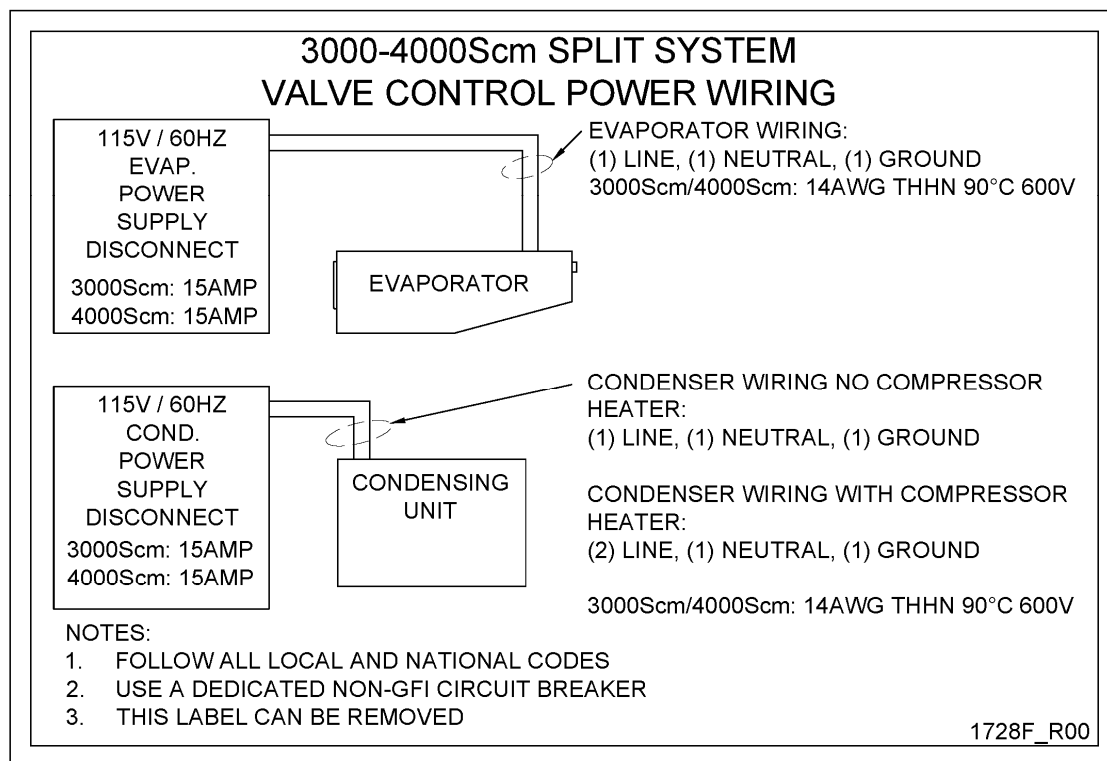 3000-4000Scm SPLIT SYSTEM
VALVE CONTROL POWER WIRING
115V / 60HZ
EVAP.
POWER
SUPPLY
DISCONNECT
3000Scm: 15AMP
4000Scm: 15AMP
EVAPORATOR WIRING:
(1) LINE, (1) NEUTRAL, (1) GROUND
3000Scm/4000Scm: 14AWG THHN 90°C 600V
EVAPORATOR
115V / 60HZ
COND.
POWER
SUPPLY
DISCONNECT
3000Scm: 15AMP
4000Scm: 15AMP
CONDENSING
UNIT
CONDENSER WIRING NO COMPRESSOR
HEATER:
(1) LINE, (1) NEUTRAL, (1) GROUND
CONDENSER WIRING WITH COMPRESSOR
HEATER:
(2) LINE, (1) NEUTRAL, (1) GROUND
3000Scm/4000Scm: 14AWG THHN 90°C 600V
NOTES:
1. FOLLOW ALL LOCAL AND NATIONAL CODES
2. USE A DEDICATED NON-GFI CIRCUIT BREAKER
3. THIS LABEL CAN BE REMOVED
1728F_R00